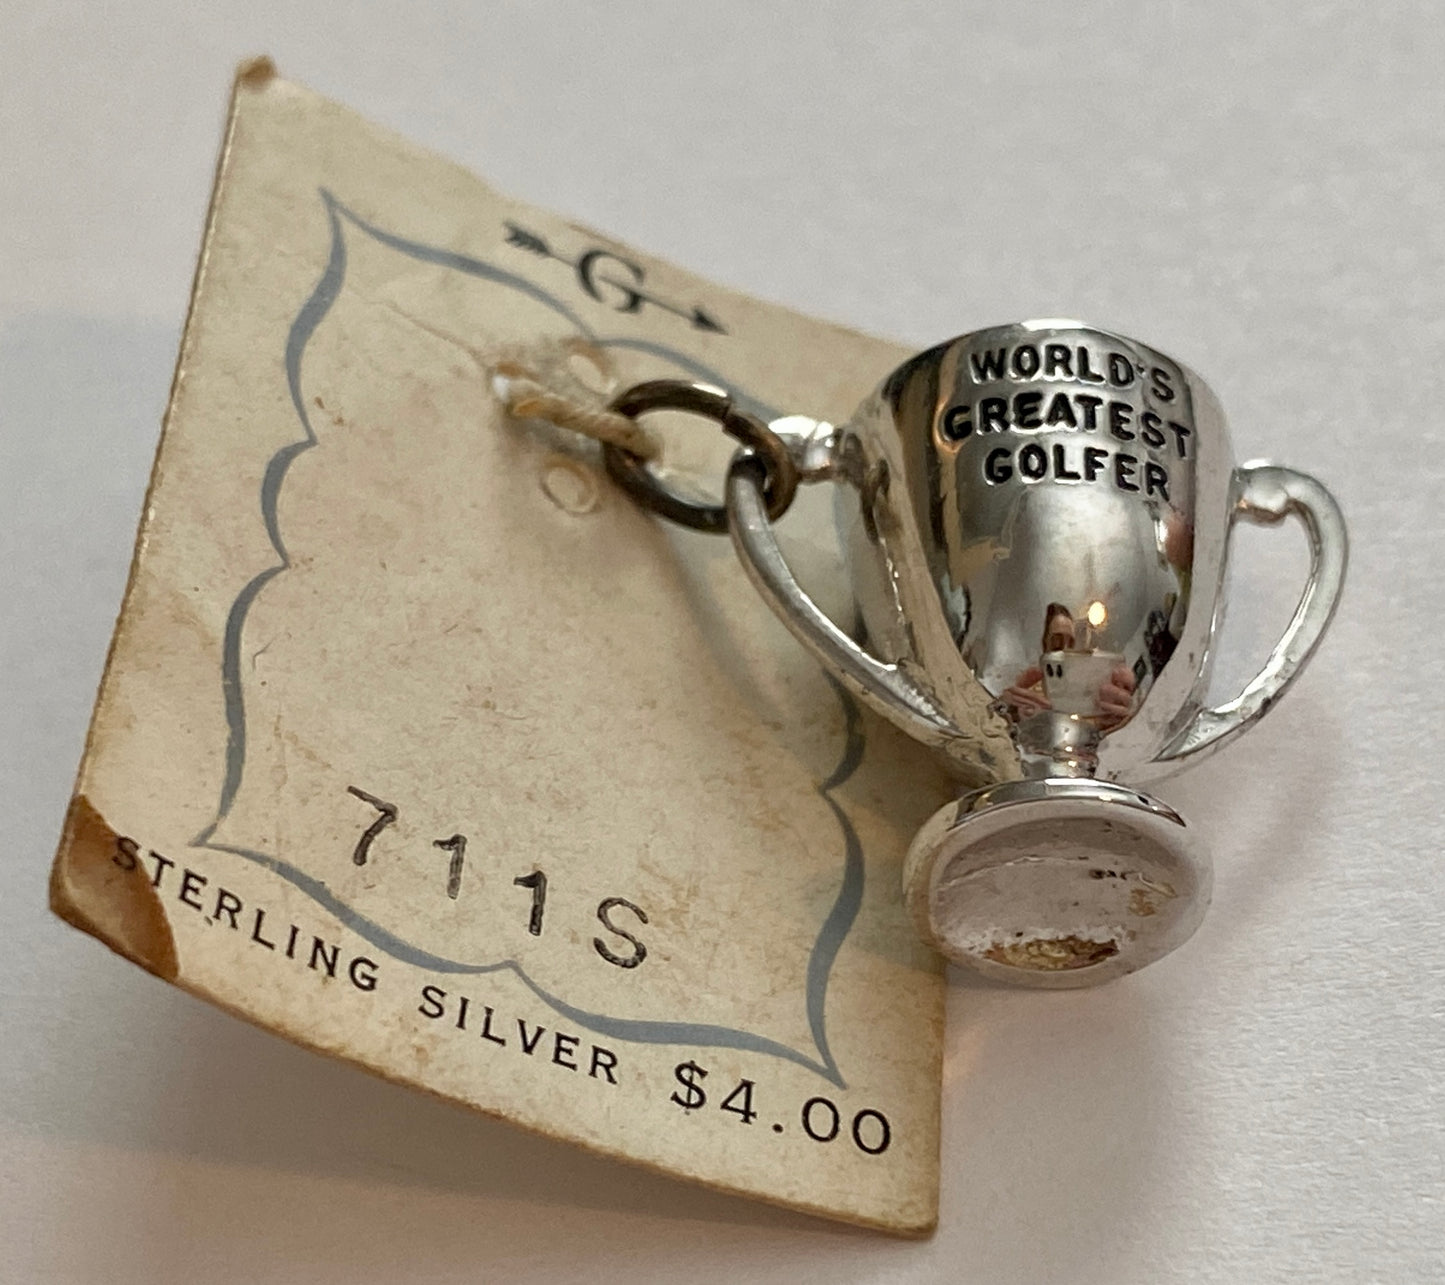 G
711S
STERLING SILVER $4.00
WORLD'S
GREATEST
GOLFER